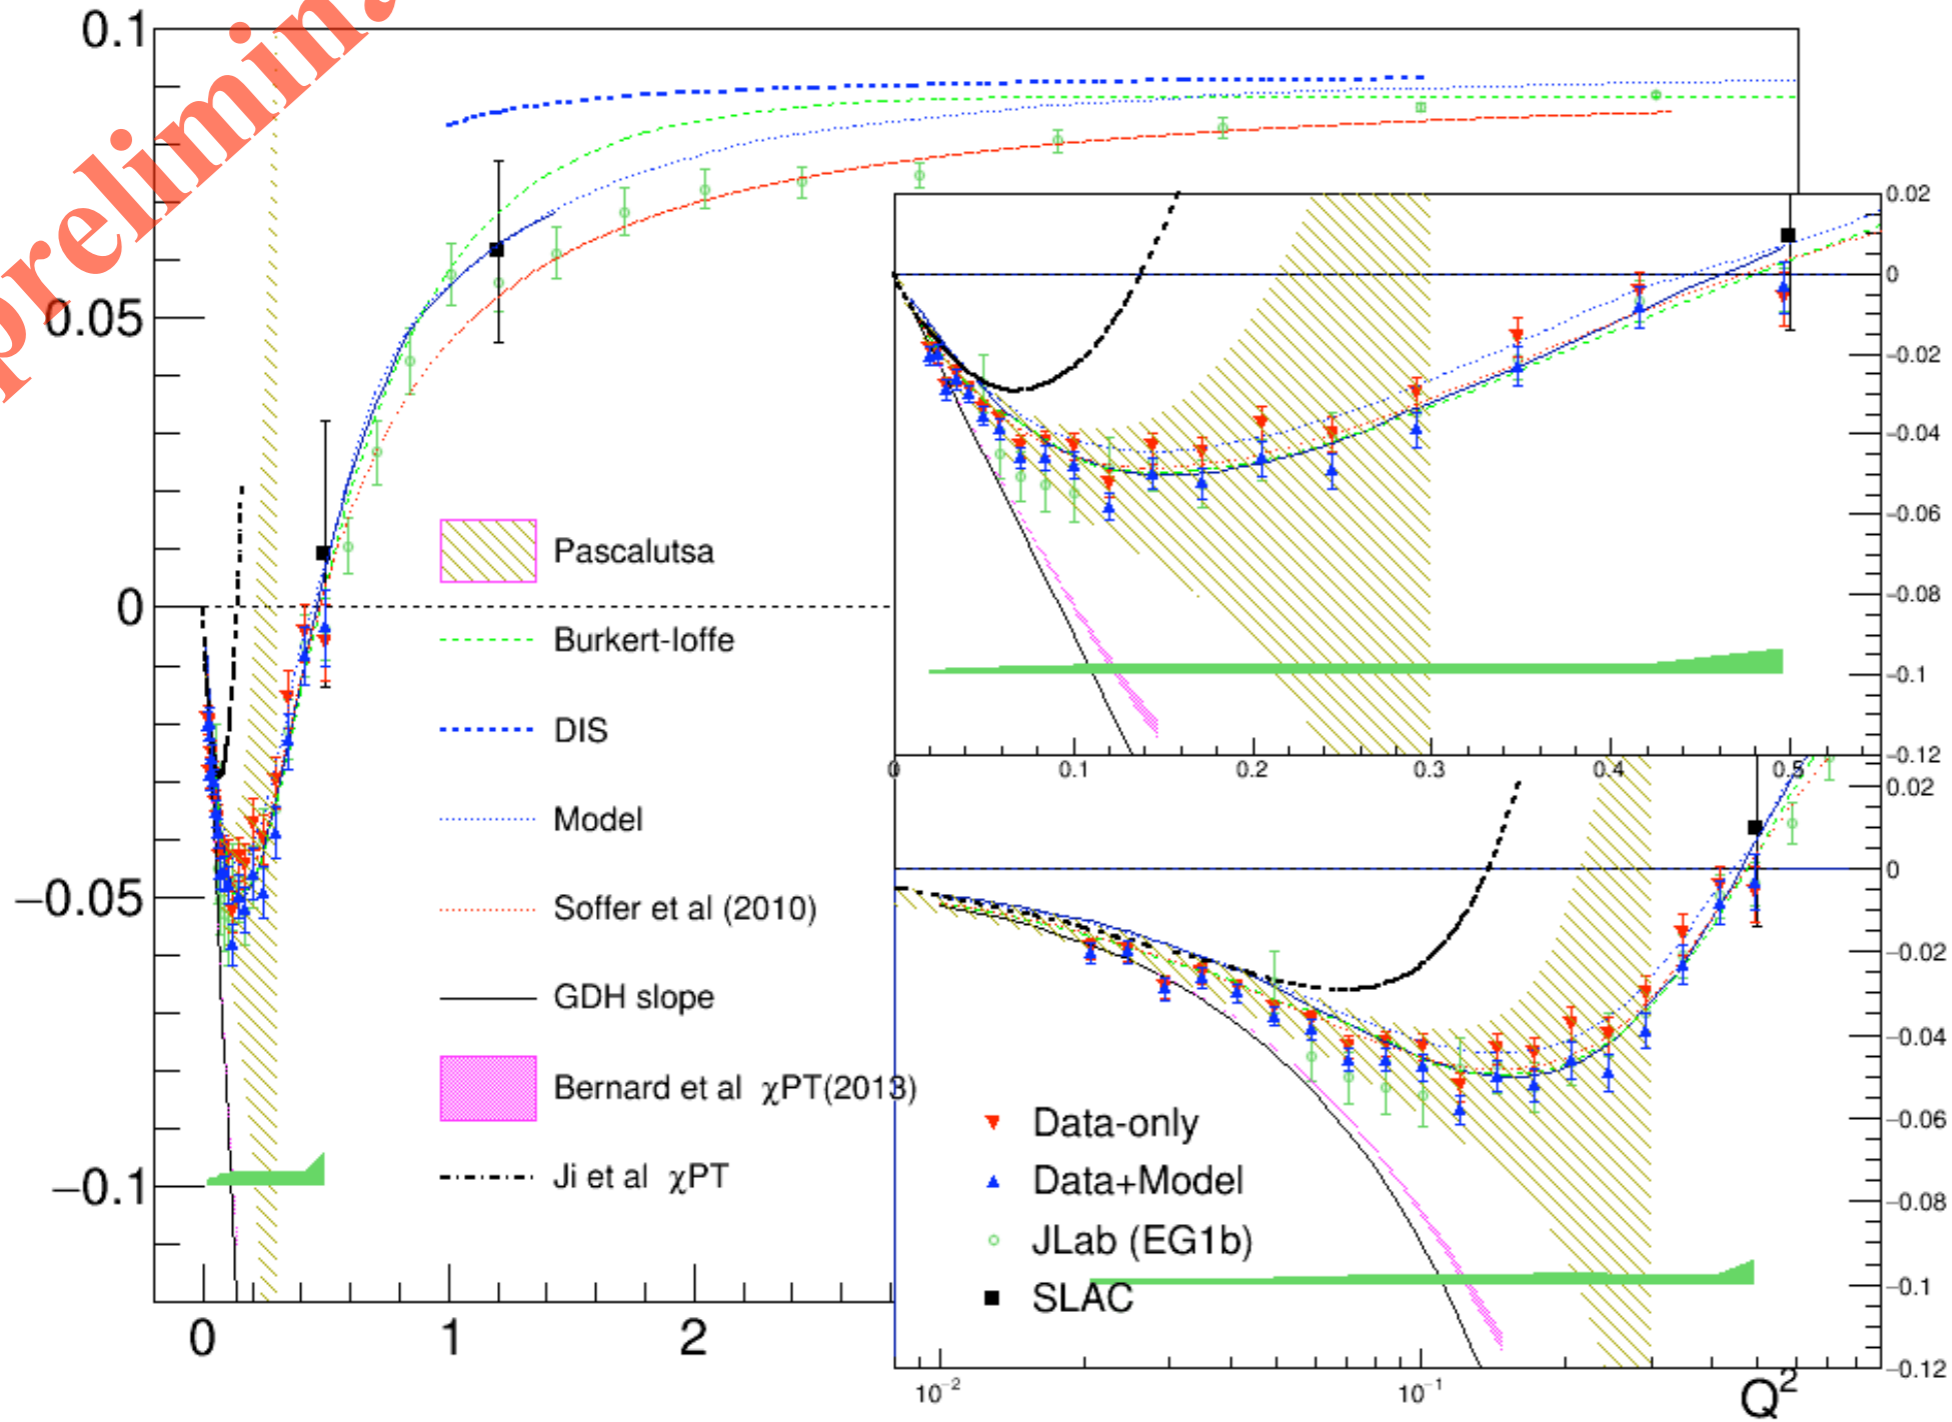 preliminar
0.1
0.05
0
−0.05
−0.1
0
1
2
Pascalutsa
Burkert-Ioffe
DIS
Model
Soffer et al (2010)
GDH slope
Bernard et al χPT(2013)
Ji et al χPT
0.02
0
−0.02
−0.04
−0.06
−0.08
−0.1
−0.12
0
0.1
0.2
0.3
0.4
0.5
0.02
0
−0.02
−0.04
−0.06
−0.08
−0.1
−0.12
Data-only
Data+Model
JLab (EG1b)
SLAC
10⁻²
10⁻¹
Q²